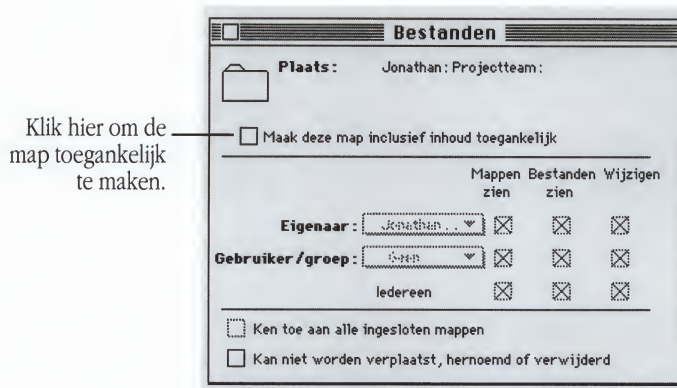 Bestanden
Plaats: Jonathan: Projectteam:
Klik hier om de
map toegankelijk
te maken.
Maak deze map inclusief inhoud toegankelijk
Mappen Bestanden Wijzigen
zien zien
Eigenaar: Jonathan . .
Gebruiker/groep: Geen
Iedereen
Ken toe aan alle ingesloten mappen
Kan niet worden verplaatst, hernoemd of verwijderd